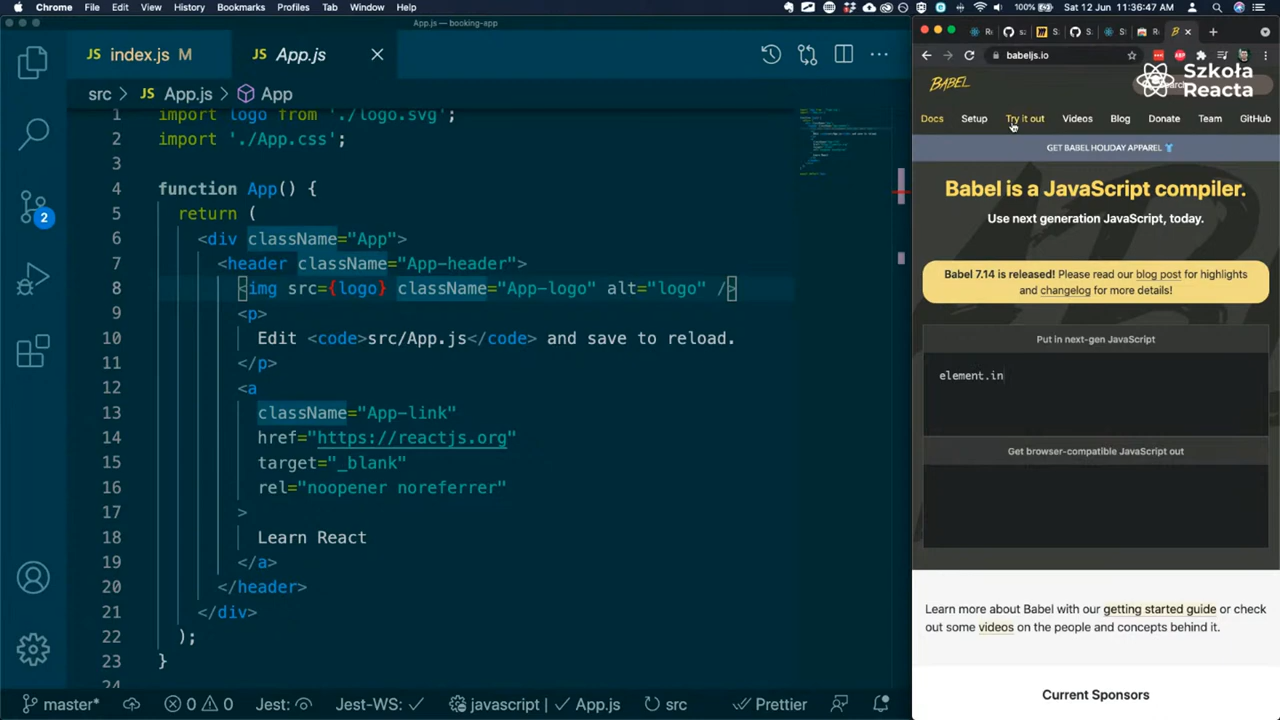 Chrome File Edit View History Bookmarks Profiles Tab Window Help
100% Sat 12 Jun 11:36:47 AM
App.js — booking-app
JS index.js M
JS App.js
src > JS App.js > App
1 import logo from './logo.svg';
2 import './App.css';
3
4 function App() {
5 return (
6 <div className="App">
7 <header className="App-header">
8 <img src={logo} className="App-logo" alt="logo" />
9 <p>
10 Edit <code>src/App.js</code> and save to reload.
11 </p>
12 <a
13 className="App-link"
14 href="https://reactjs.org"
15 target="_blank"
16 rel="noopener noreferrer"
17 >
18 Learn React
19 </a>
20 </header>
21 </div>
22 );
23 }
24
2
master* 0 0 Jest: Jest-WS: javascript | App.js src Prettier
babeljs.io
BABEL
Szkoła
Reacta
Docs Setup Try it out Videos Blog Donate Team GitHub
GET BABEL HOLIDAY APPAREL
Babel is a JavaScript compiler.
Use next generation JavaScript, today.
Babel 7.14 is released! Please read our blog post for highlights
and changelog for more details!
Put in next-gen JavaScript
element.in
Get browser-compatible JavaScript out
Learn more about Babel with our getting started guide or check
out some videos on the people and concepts behind it.
Current Sponsors